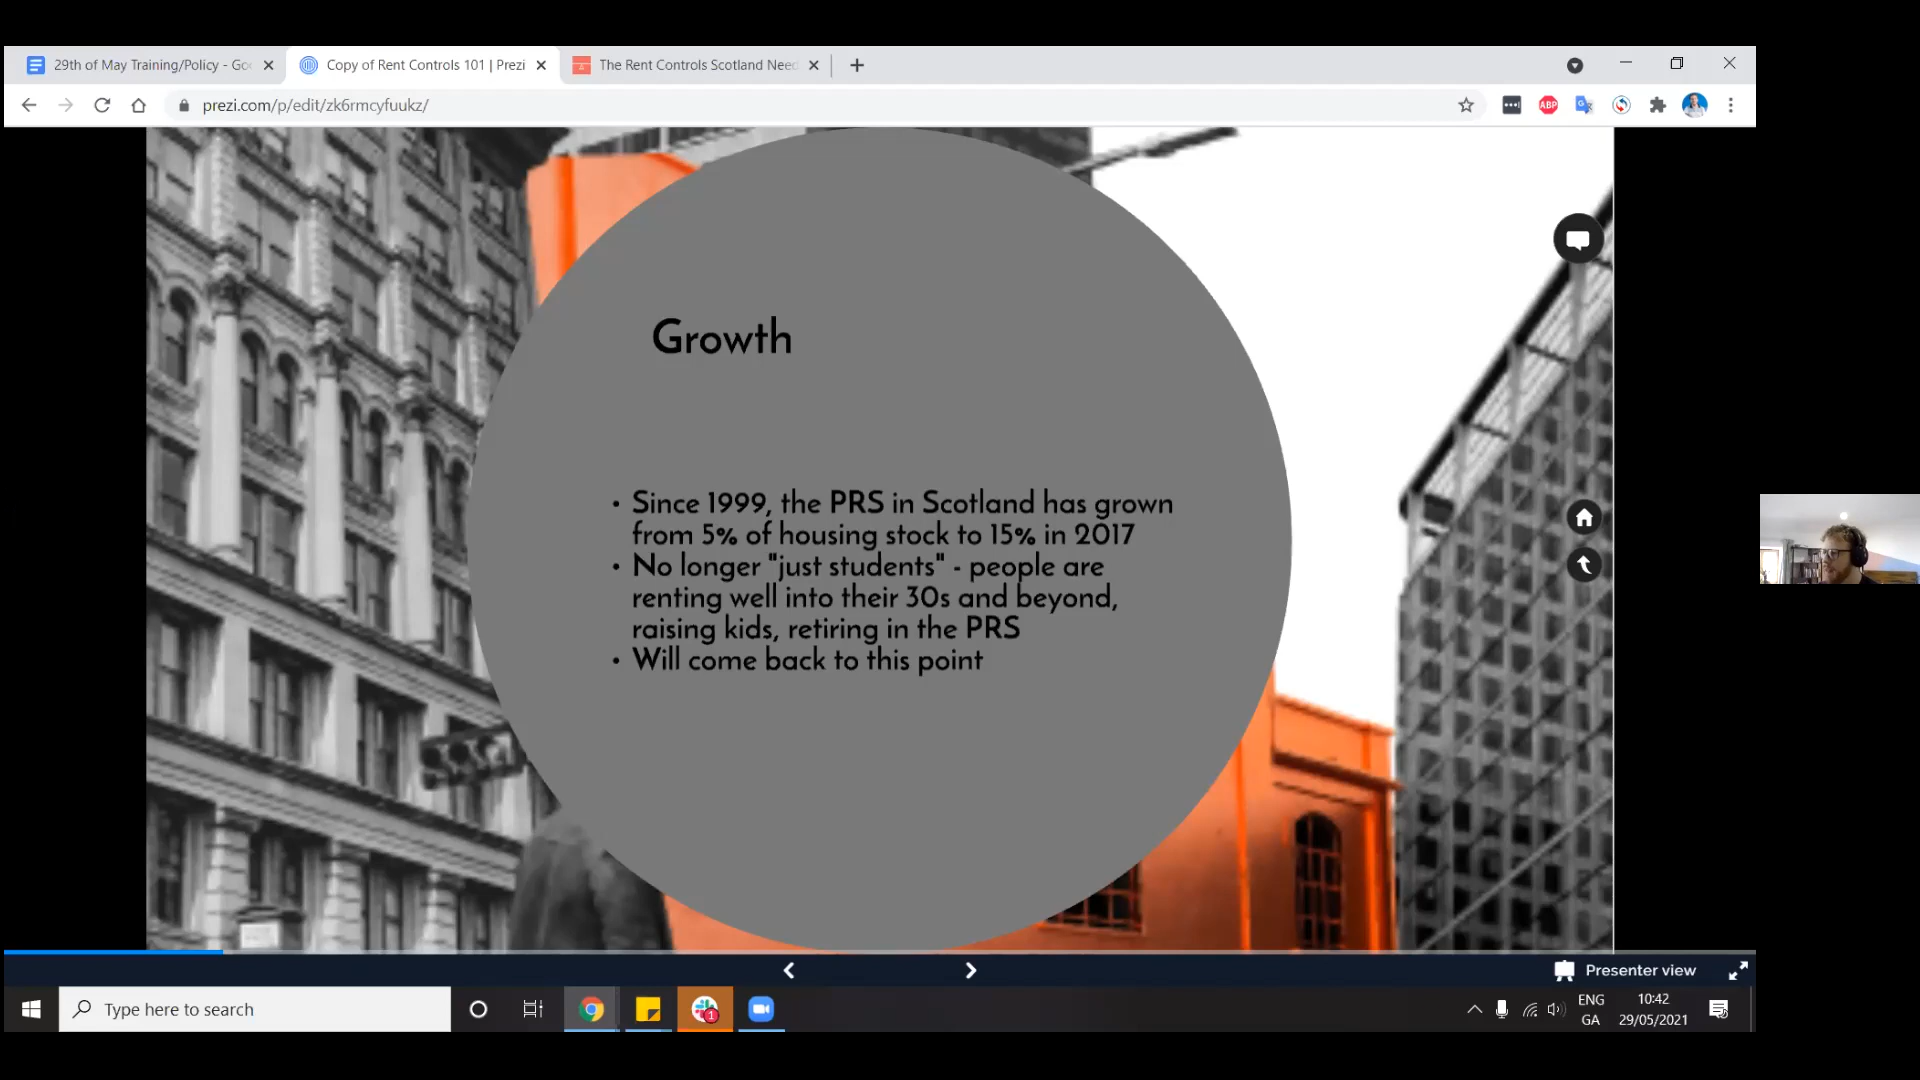 29th of May Training/Policy - Goo
Copy of Rent Controls 101 | Prezi
The Rent Controls Scotland Need
prezi.com/p/edit/zk6rmcyfuukz/
ABP
Growth
• Since 1999, the PRS in Scotland has grown
from 5% of housing stock to 15% in 2017
• No longer "just students" - people are
renting well into their 30s and beyond,
raising kids, retiring in the PRS
• Will come back to this point
Presenter view
Type here to search
1
ENG
GA
10:42
29/05/2021